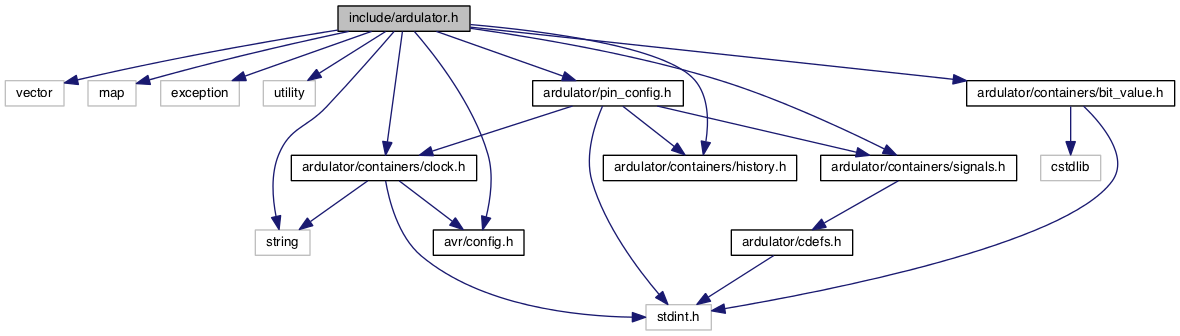 include/ardulator.h
vector
map
exception
utility
ardulator/pin_config.h
ardulator/containers/bit_value.h
ardulator/containers/clock.h
ardulator/containers/history.h
ardulator/containers/signals.h
cstdlib
string
avr/config.h
ardulator/cdefs.h
stdint.h